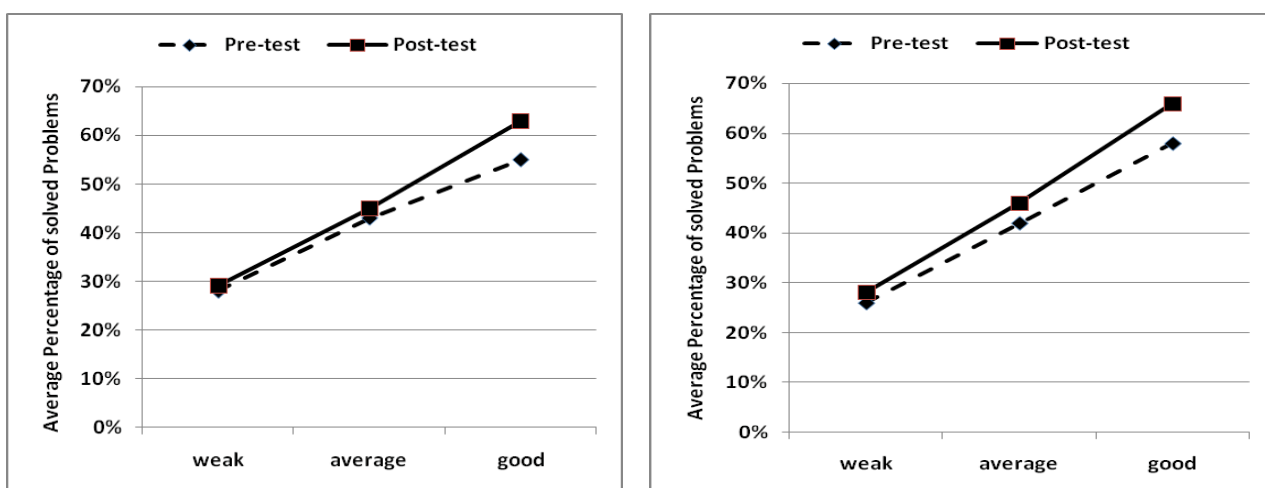 Pre-test Post-test
Average Percentage of solved Problems
70%
60%
50%
40%
30%
20%
10%
0%
weak average good
Pre-test Post-test
Average Percentage of solved Problems
70%
60%
50%
40%
30%
20%
10%
0%
weak average good